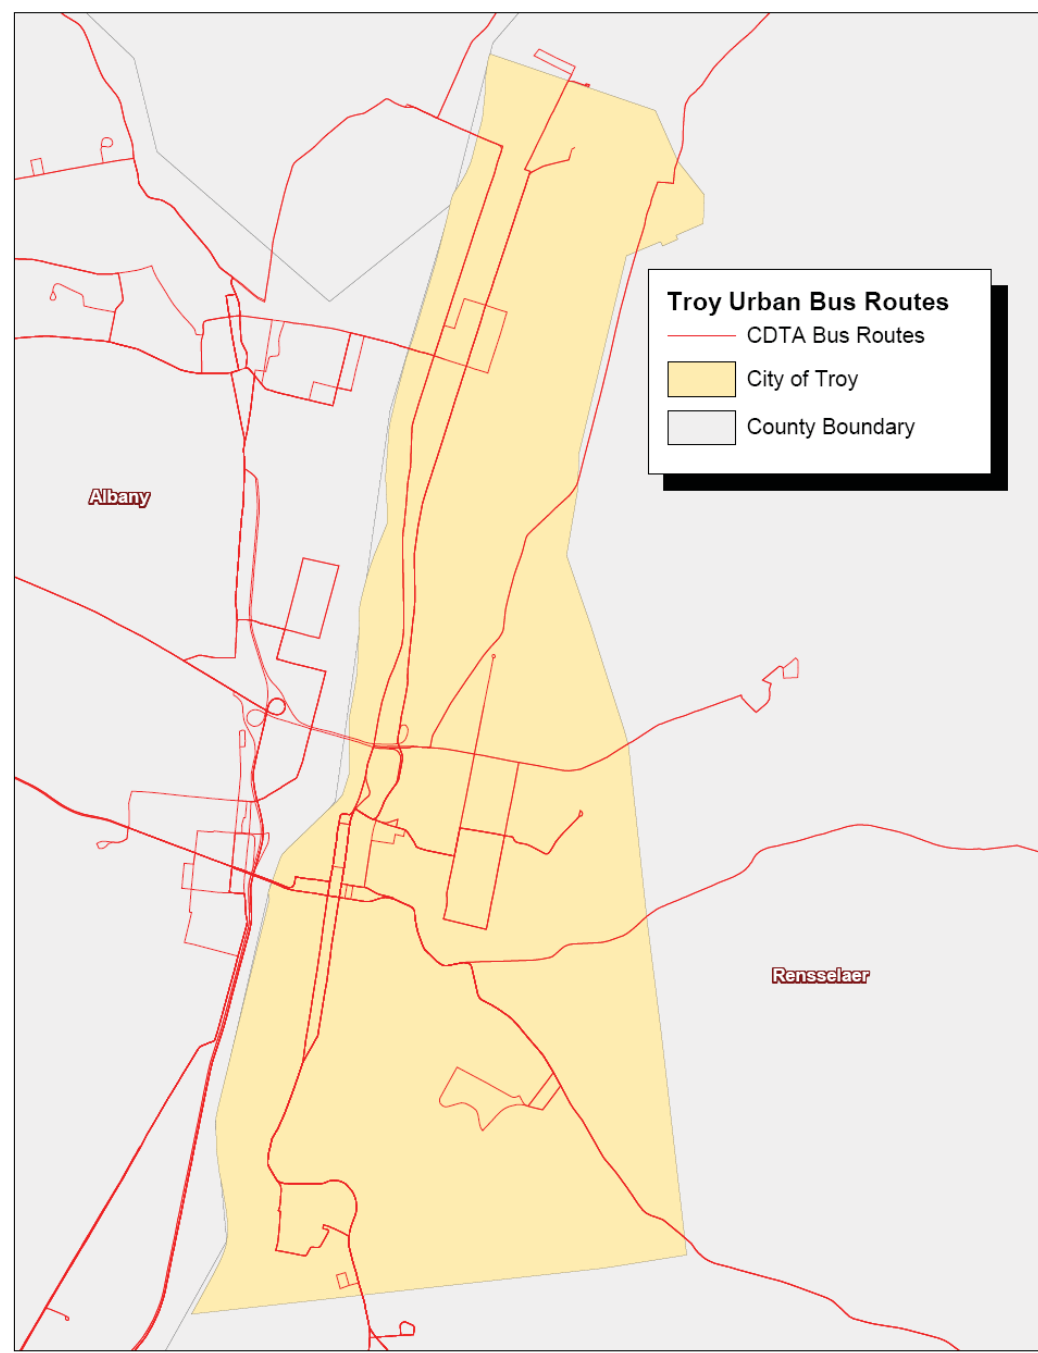 Troy Urban Bus Routes
CDTA Bus Routes
City of Troy
County Boundary
Albany
Rensselaer